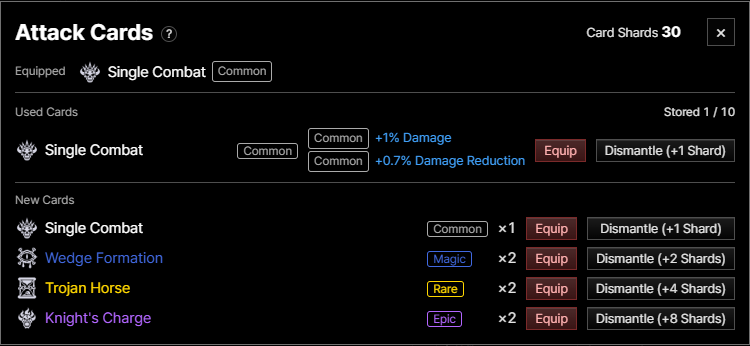 Attack Cards ? Card Shards 30 ×
Equipped Single Combat Common
Used Cards Stored 1 / 10
Common +1% Damage
Single Combat Common Equip Dismantle (+1 Shard)
Common +0.7% Damage Reduction
New Cards
Single Combat Common ×1 Equip Dismantle (+1 Shard)
Wedge Formation Magic ×2 Equip Dismantle (+2 Shards)
Trojan Horse Rare ×2 Equip Dismantle (+4 Shards)
Knight's Charge Epic ×2 Equip Dismantle (+8 Shards)